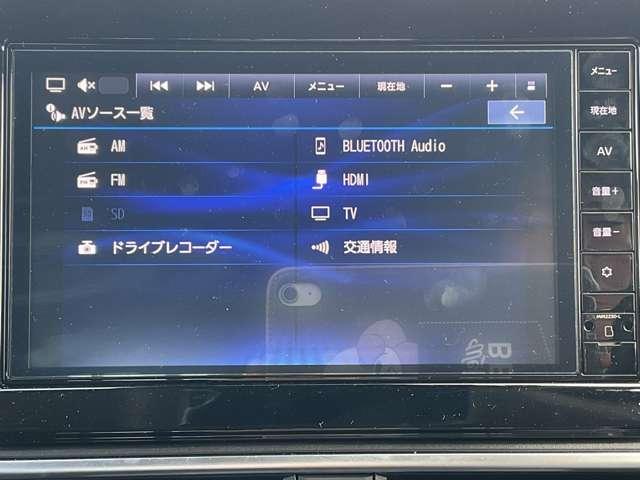 AV
メニュー
現在地
AVソース一覧
AM
BLUETOOTH Audio
FM
HDMI
SD
TV
ドライブレコーダー
交通情報
メニュー
現在地
AV
音量+
音量-